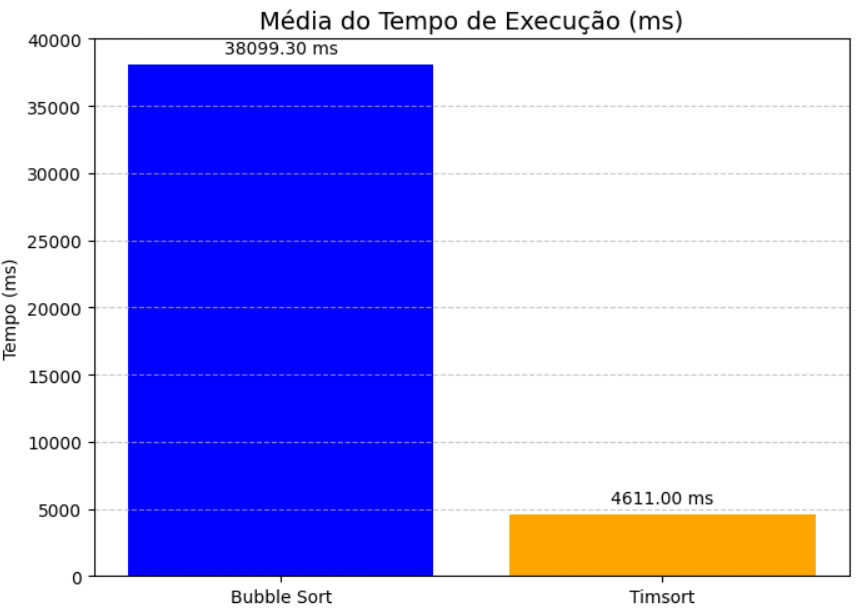 Média do Tempo de Execução (ms)
40000
38099.30 ms
35000
30000
25000
20000
Tempo (ms)
15000
10000
4611.00 ms
5000
0
Bubble Sort
Timsort